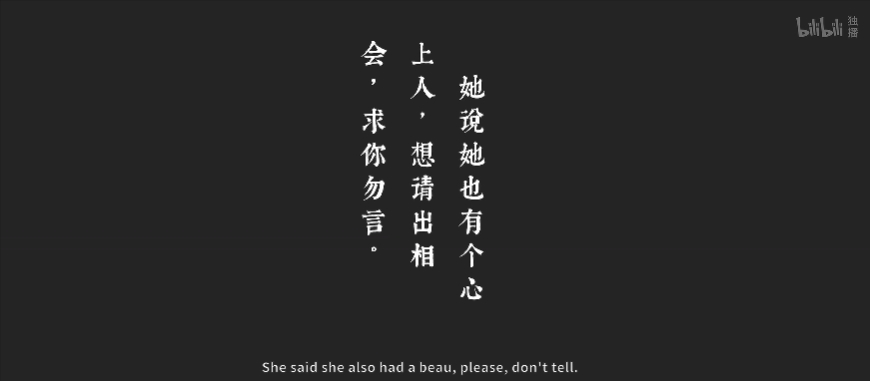 她说她也有个心
上人，想请出相
会，求你勿言。
bilibili 独播
She said she also had a beau, please, don't tell.